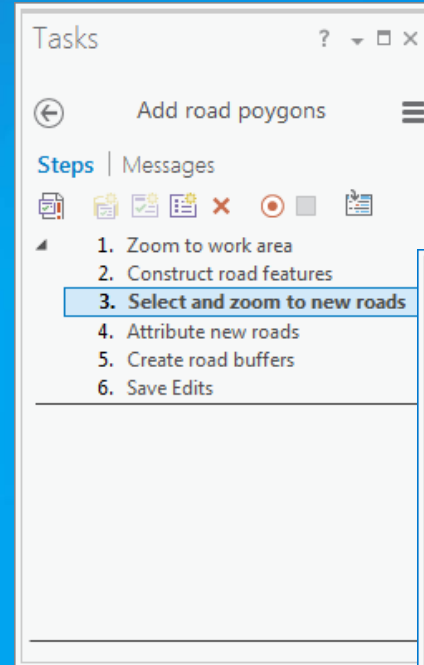 Tasks ?
Add road poygons
Steps | Messages
1. Zoom to work area
2. Construct road features
3. Select and zoom to new roads
4. Attribute new roads
5. Create road buffers
6. Save Edits